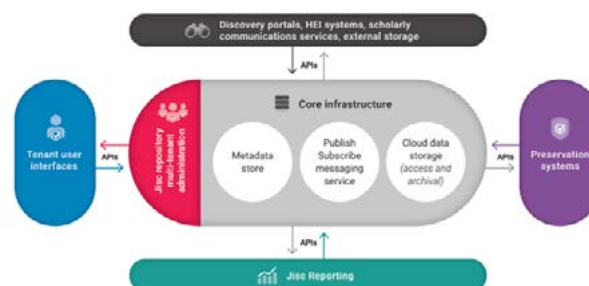 Discovery portals, HEI systems, scholarly
communications services, external storage
APIs
Tenant user
interfaces
APIs
Jisc repository
multi-tenant
administration
Core infrastructure
Metadata
store
Publish
Subscribe
messaging
service
Cloud data
storage
(access and
archival)
APIs
Preservation
systems
APIs
Jisc Reporting